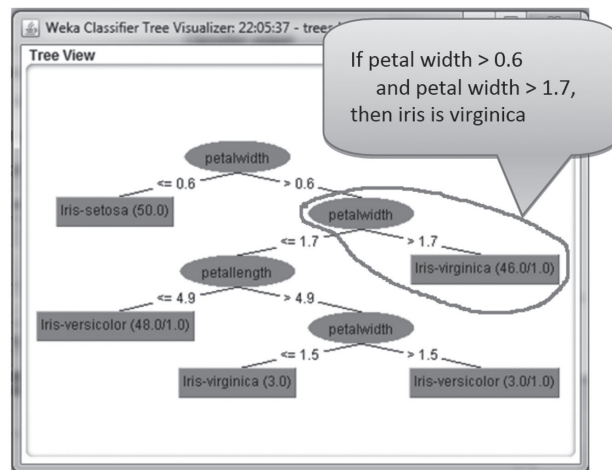 Weka Classifier Tree Visualizer: 22:05:37 - trees.
Tree View
If petal width > 0.6
and petal width > 1.7,
then iris is virginica
petalwidth
<= 0.6
> 0.6
Iris-setosa (50.0)
petalwidth
<= 1.7
> 1.7
petallength
Iris-virginica (46.0/1.0)
<= 4.9
> 4.9
Iris-versicolor (48.0/1.0)
petalwidth
<= 1.5
> 1.5
Iris-virginica (3.0)
Iris-versicolor (3.0/1.0)